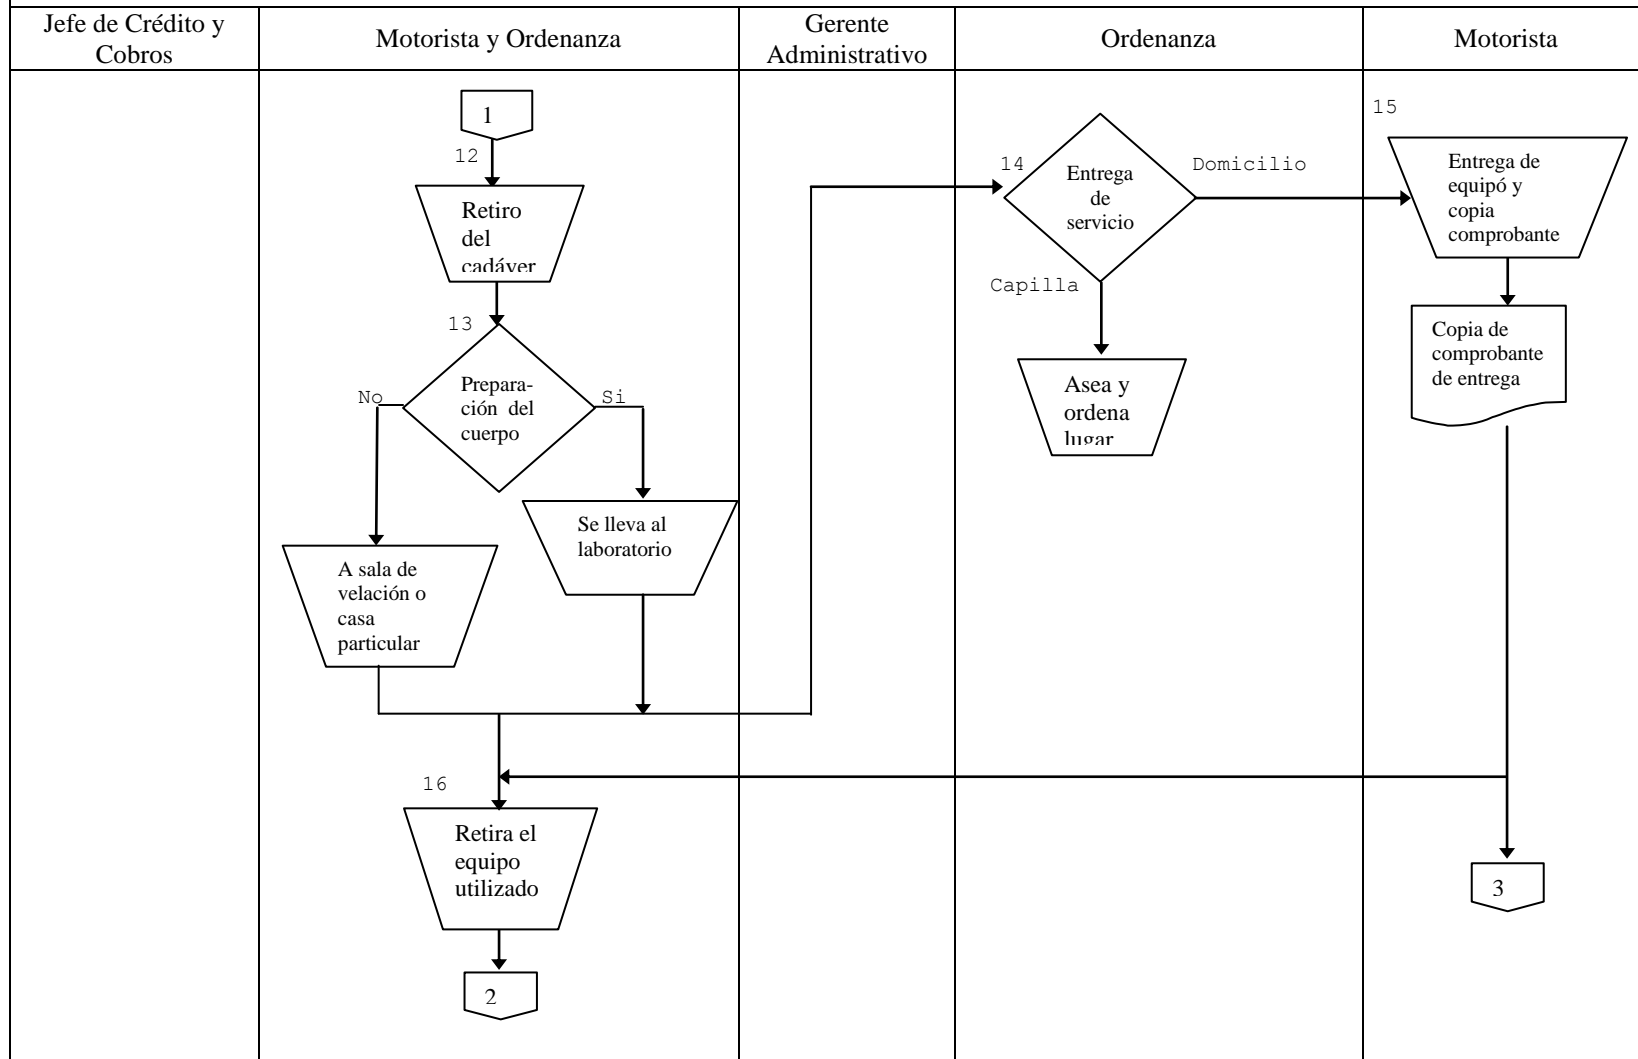 Jefe de Crédito y
Cobros
Motorista y Ordenanza
Gerente
Administrativo
Ordenanza
Motorista
1
12
Retiro
del
cadáver
13
Prepara-
ción del
cuerpo
No
Si
Se lleva al
laboratorio
A sala de
velación o
casa
particular
14
Entrega
de
servicio
Domicilio
Capilla
Asea y
ordena
lugar
15
Entrega de
equipó y
copia
comprobante
Copia de
comprobante
de entrega
16
Retira el
equipo
utilizado
2
3